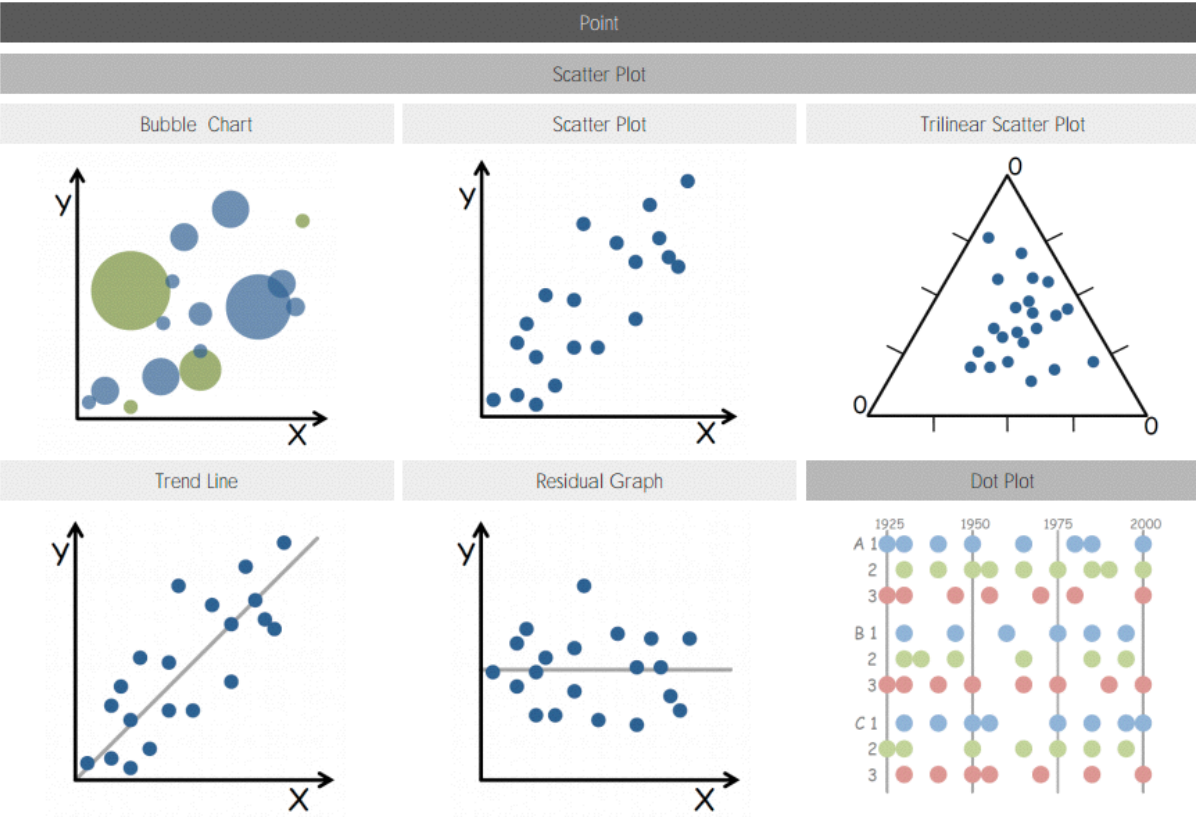 Point
Scatter Plot
Bubble Chart
Scatter Plot
Trilinear Scatter Plot
y
X
y
X
0
0
0
Trend Line
Residual Graph
Dot Plot
y
X
y
X
1925 1950 1975 2000
A 1
2
3
B 1
2
3
C 1
2
3